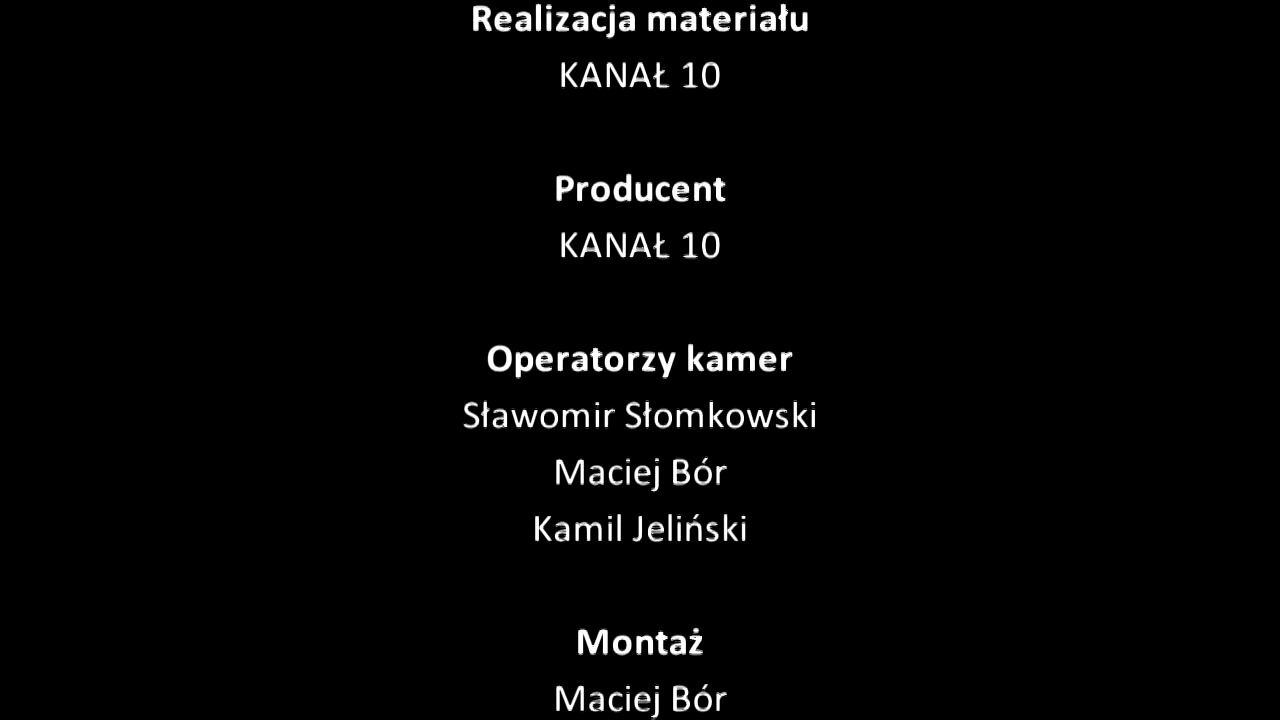 Realizacja materiału
KANAŁ 10
Producent
KANAŁ 10
Operatorzy kamer
Sławomir Słomkowski
Maciej Bór
Kamil Jeliński
Montaż
Maciej Bór